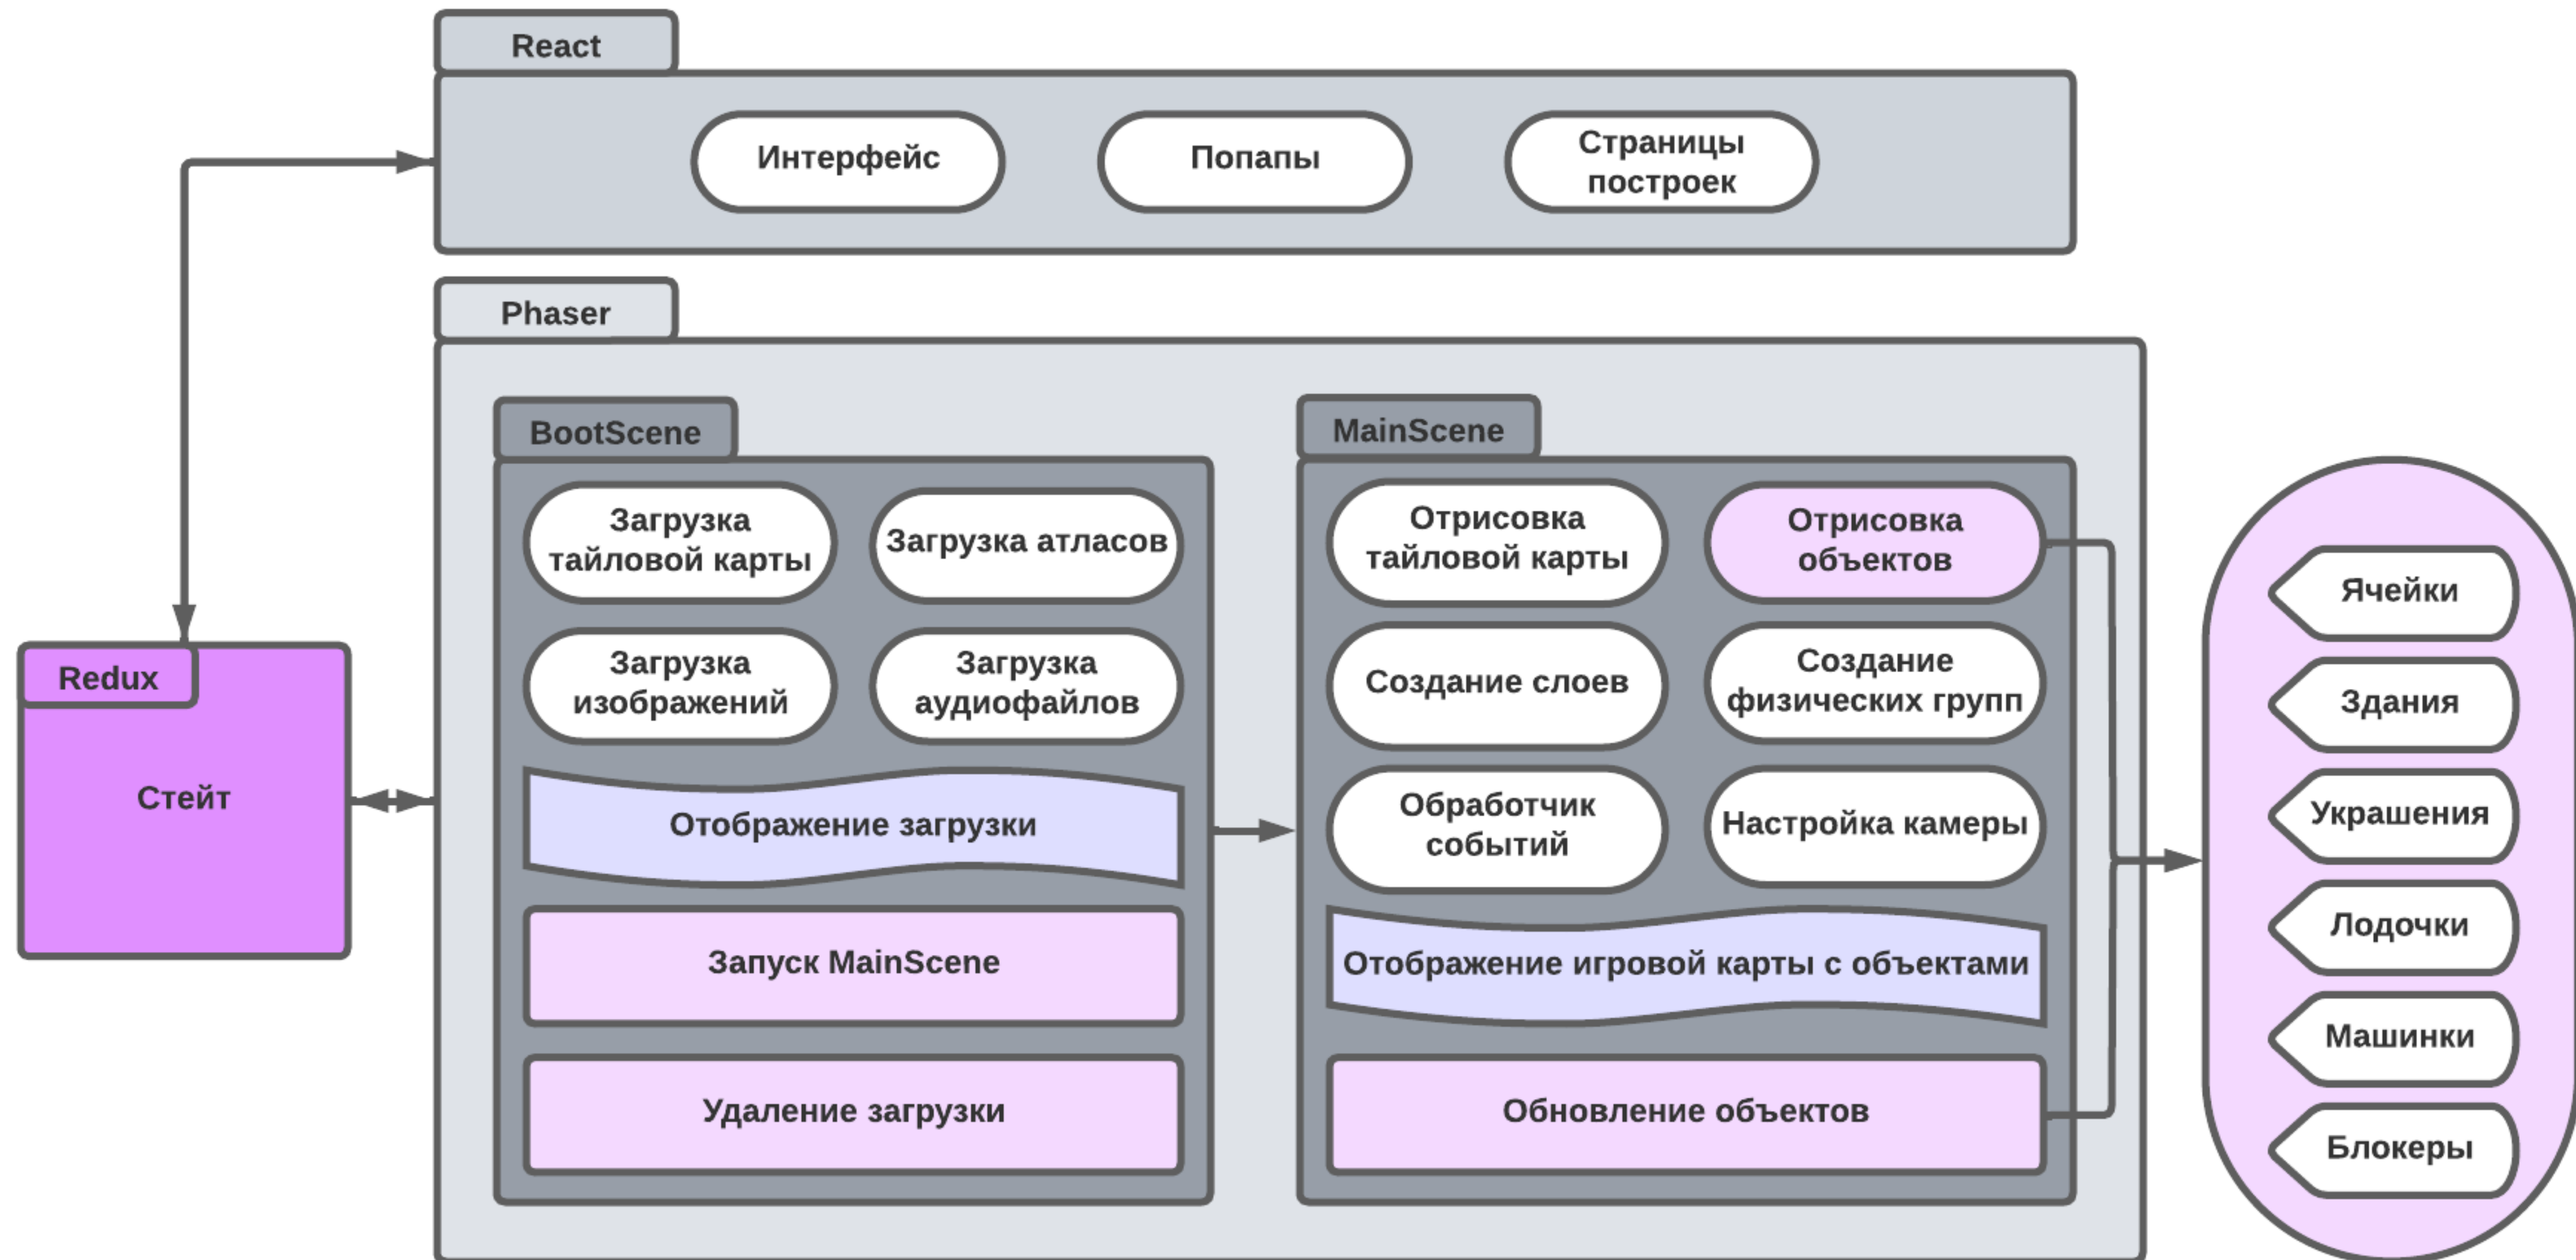 React
Интерфейс
Попапы
Страницы
построек
Phaser
BootScene
Загрузка
тайловой карты
Загрузка атласов
Загрузка
изображений
Загрузка
аудиофайлов
Отображение загрузки
Запуск MainScene
Удаление загрузки
MainScene
Отрисовка
тайловой карты
Отрисовка
объектов
Создание слоев
Создание
физических групп
Обработчик
событий
Настройка камеры
Отображение игровой карты с объектами
Обновление объектов
Redux
Стейт
Ячейки
Здания
Украшения
Лодочки
Машинки
Блокеры